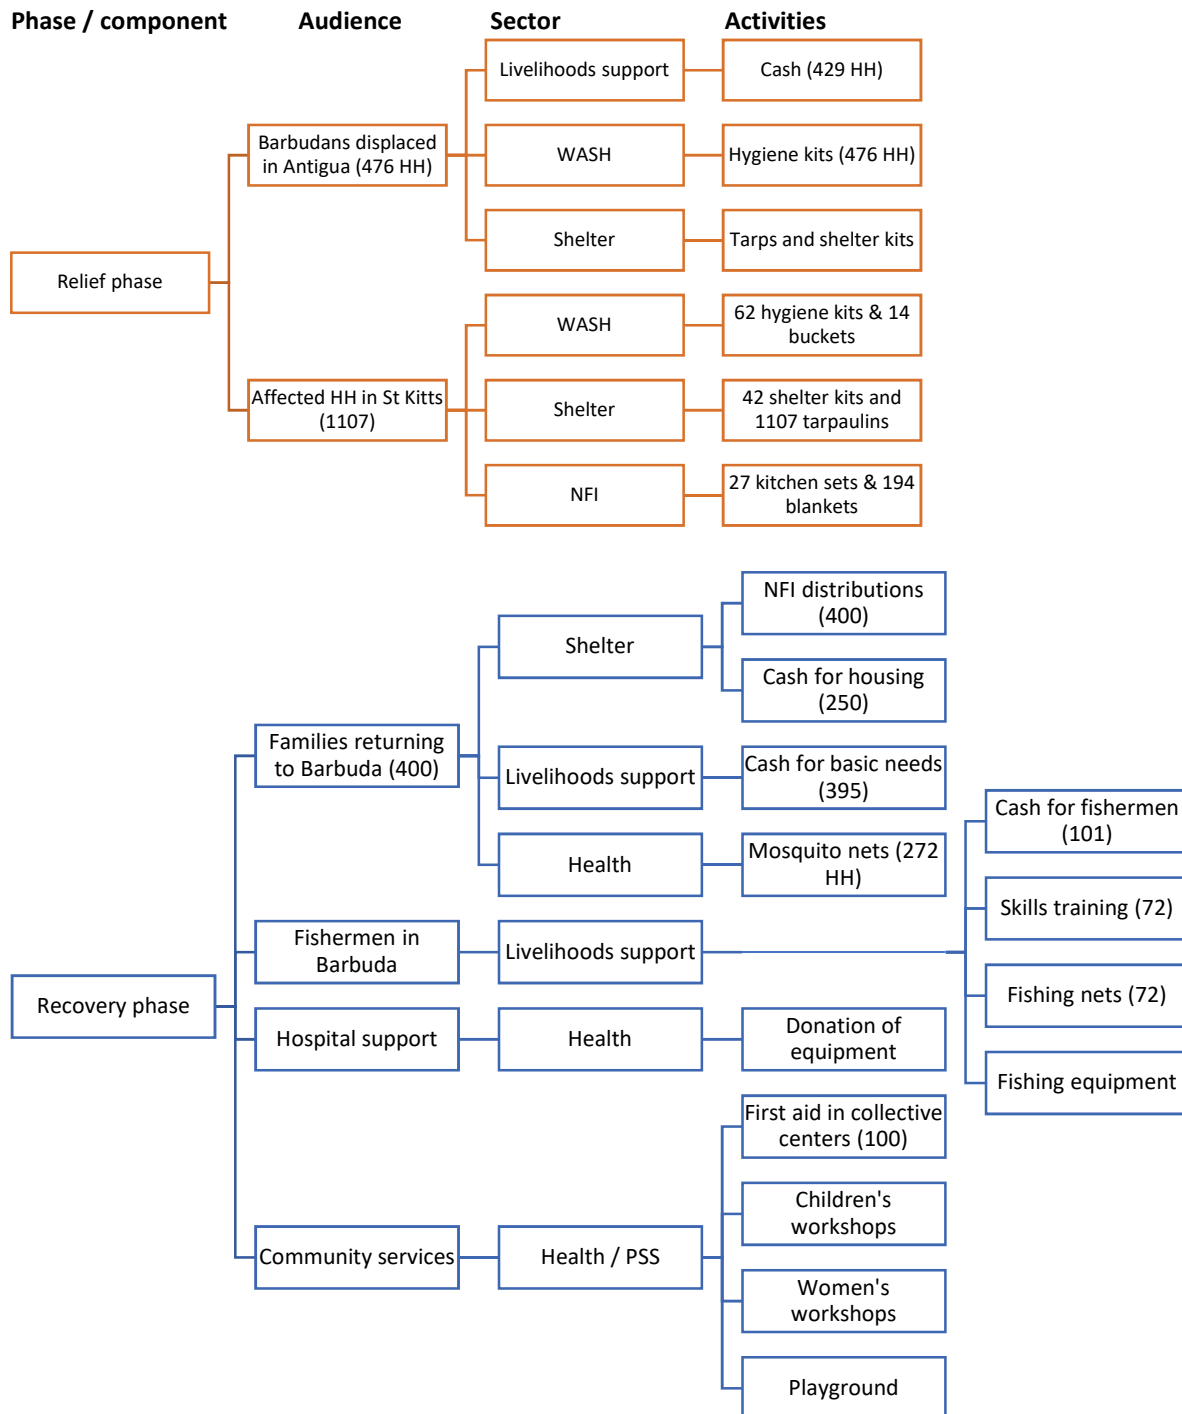 Phase / component
Audience
Sector
Activities
Relief phase
Barbudans displaced
in Antigua (476 HH)
Livelihoods support
Cash (429 HH)
WASH
Hygiene kits (476 HH)
Shelter
Tarps and shelter kits
Affected HH in St Kitts
(1107)
WASH
62 hygiene kits & 14
buckets
Shelter
42 shelter kits and
1107 tarpaulins
NFI
27 kitchen sets & 194
blankets
Recovery phase
Families returning
to Barbuda (400)
Shelter
NFI distributions
(400)
Cash for housing
(250)
Livelihoods support
Cash for basic needs
(395)
Health
Mosquito nets (272
HH)
Fishermen in
Barbuda
Livelihoods support
Cash for fishermen
(101)
Skills training (72)
Fishing nets (72)
Fishing equipment
Hospital support
Health
Donation of
equipment
Community services
Health / PSS
First aid in collective
centers (100)
Children's
workshops
Women's
workshops
Playground